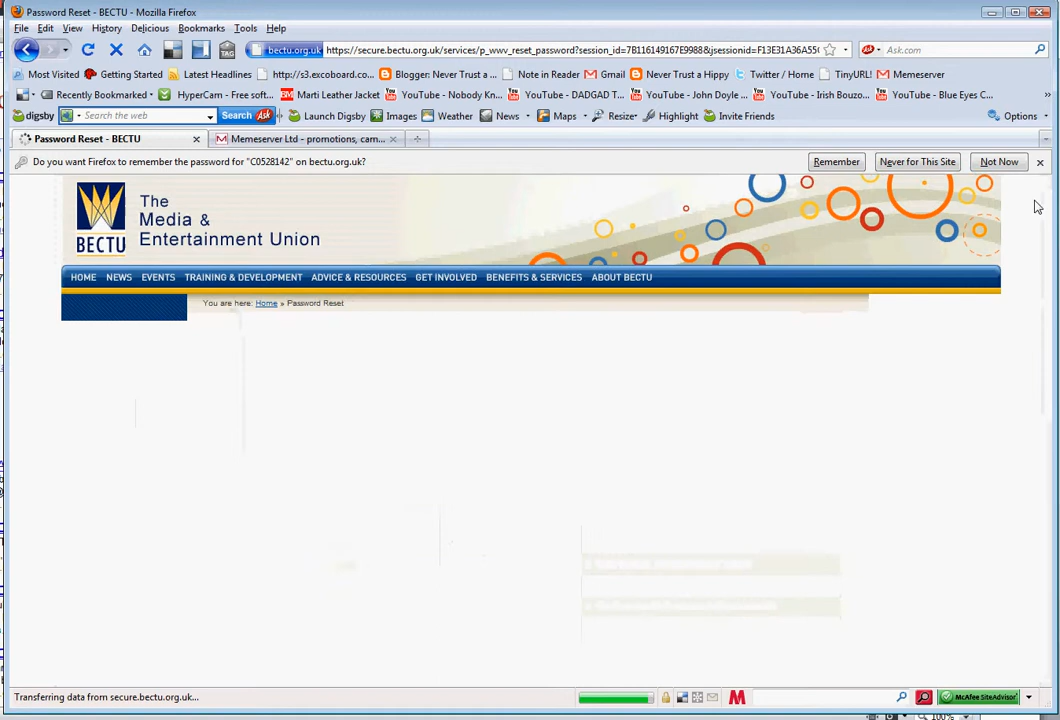 Password Reset - BECTU - Mozilla Firefox
File Edit View History Delicious Bookmarks Tools Help
TAG bectu.org.uk https://secure.bectu.org.uk/services/p_wwv_reset_password?session_id=7B116149167E9988&jsessionid=F13E31A36A55( Ask Ask.com
Most Visited Getting Started Latest Headlines http://s3.excoboard.co... Blogger: Never Trust a ... Note in Reader Gmail Never Trust a Hippy Twitter / Home TinyURL! Memeserver
Recently Bookmarked HyperCam - Free soft... BM Marti Leather Jacket YouTube - Nobody Kn... YouTube - DADGAD T... YouTube - John Doyle ... YouTube - Irish Bouzo... YouTube - Blue Eyes C... »
digsby Search the web Search Ask Launch Digsby Images Weather News Maps Resize Highlight Invite Friends Options
Password Reset - BECTU Memeserver Ltd - promotions, cam...
Do you want Firefox to remember the password for "C0528142" on bectu.org.uk? Remember Never for This Site Not Now
The
Media &
Entertainment Union
BECTU
HOME NEWS EVENTS TRAINING & DEVELOPMENT ADVICE & RESOURCES GET INVOLVED BENEFITS & SERVICES ABOUT BECTU
You are here: Home » Password Reset
Transferring data from secure.bectu.org.uk... McAfee SiteAdvisor
100%